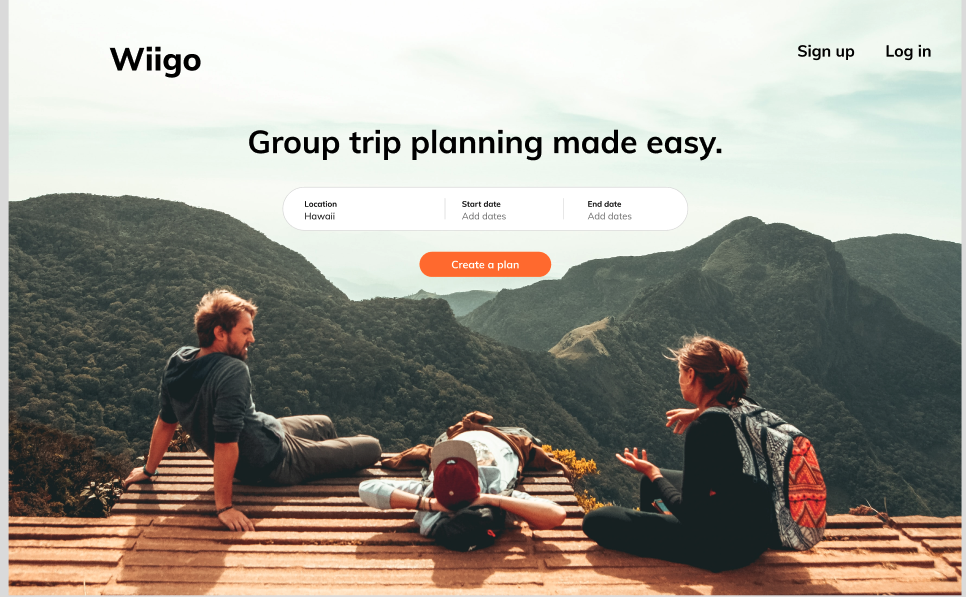 Wiigo
Sign up
Log in
Group trip planning made easy.
Location
Hawaii
Start date
Add dates
End date
Add dates
Create a plan